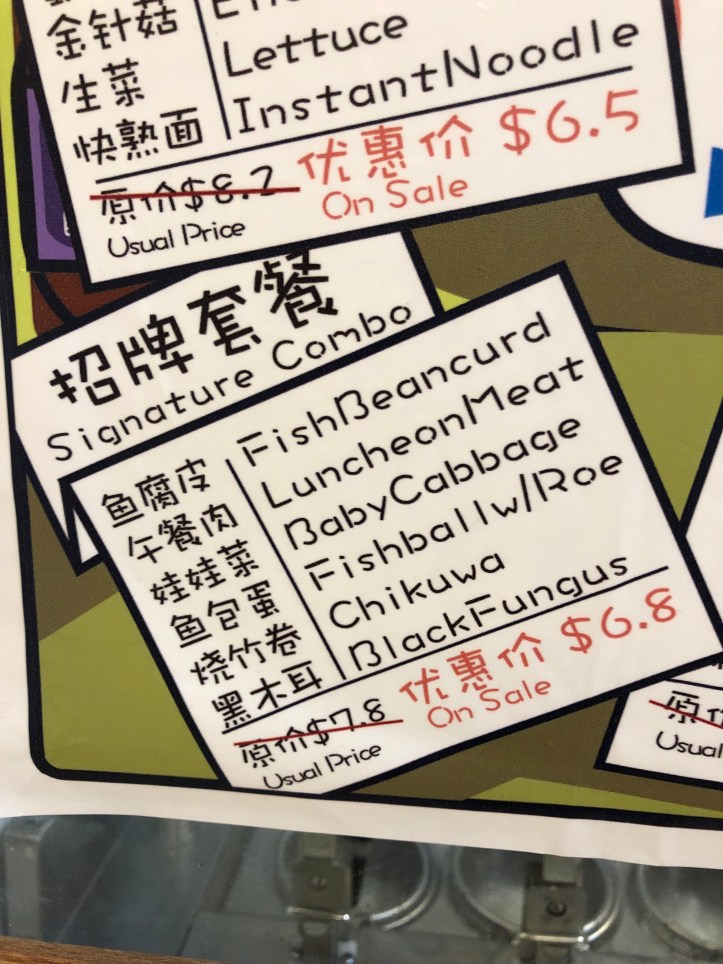 金针菇
生菜
快熟面
Lettuce
InstantNoodle
原价$8.2
Usual Price
优惠价 $6.5
On Sale
招牌套餐
Signature Combo
鱼腐皮
午餐肉
娃娃菜
鱼包蛋
烧竹卷
黑木耳
FishBeancurd
LuncheonMeat
BabyCabbage
Fishballw/Roe
Chikuwa
BlackFungus
原价$7.8
Usual Price
优惠价 $6.8
On Sale
Usual